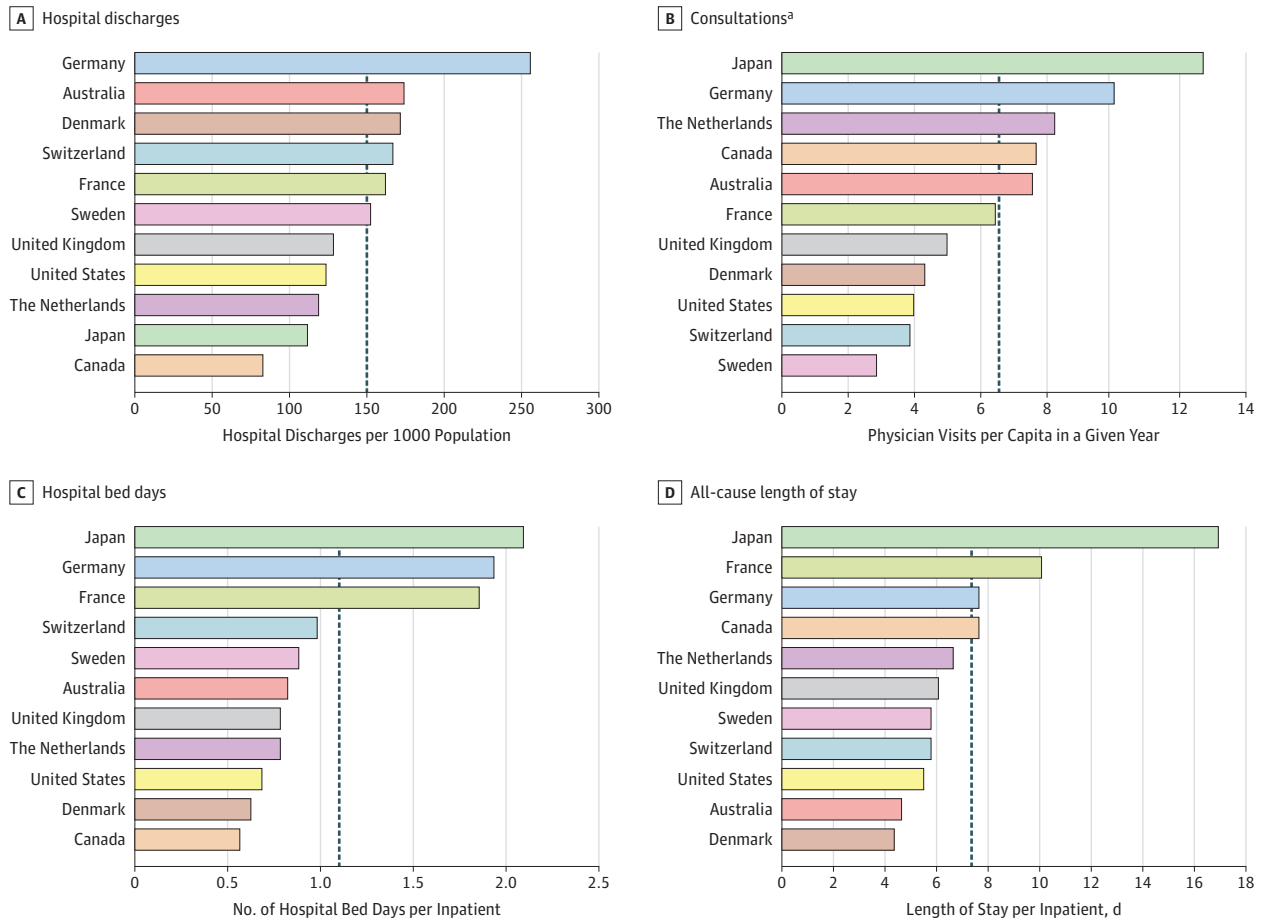 A Hospital discharges
Germany
Australia
Denmark
Switzerland
France
Sweden
United Kingdom
United States
The Netherlands
Japan
Canada
0 50 100 150 200 250 300
Hospital Discharges per 1000 Population
B Consultationsᵃ
Japan
Germany
The Netherlands
Canada
Australia
France
United Kingdom
Denmark
United States
Switzerland
Sweden
0 2 4 6 8 10 12 14
Physician Visits per Capita in a Given Year
C Hospital bed days
Japan
Germany
France
Switzerland
Sweden
Australia
United Kingdom
The Netherlands
United States
Denmark
Canada
0 0.5 1.0 1.5 2.0 2.5
No. of Hospital Bed Days per Inpatient
D All-cause length of stay
Japan
France
Germany
Canada
The Netherlands
United Kingdom
Sweden
Switzerland
United States
Australia
Denmark
0 2 4 6 8 10 12 14 16 18
Length of Stay per Inpatient, d